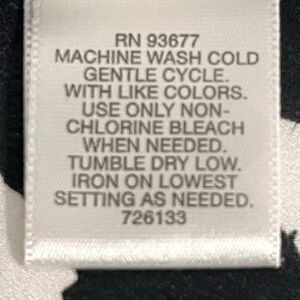 RN 93677
MACHINE WASH COLD
GENTLE CYCLE.
WITH LIKE COLORS.
USE ONLY NON-
CHLORINE BLEACH
WHEN NEEDED.
TUMBLE DRY LOW.
IRON ON LOWEST
SETTING AS NEEDED.
726133